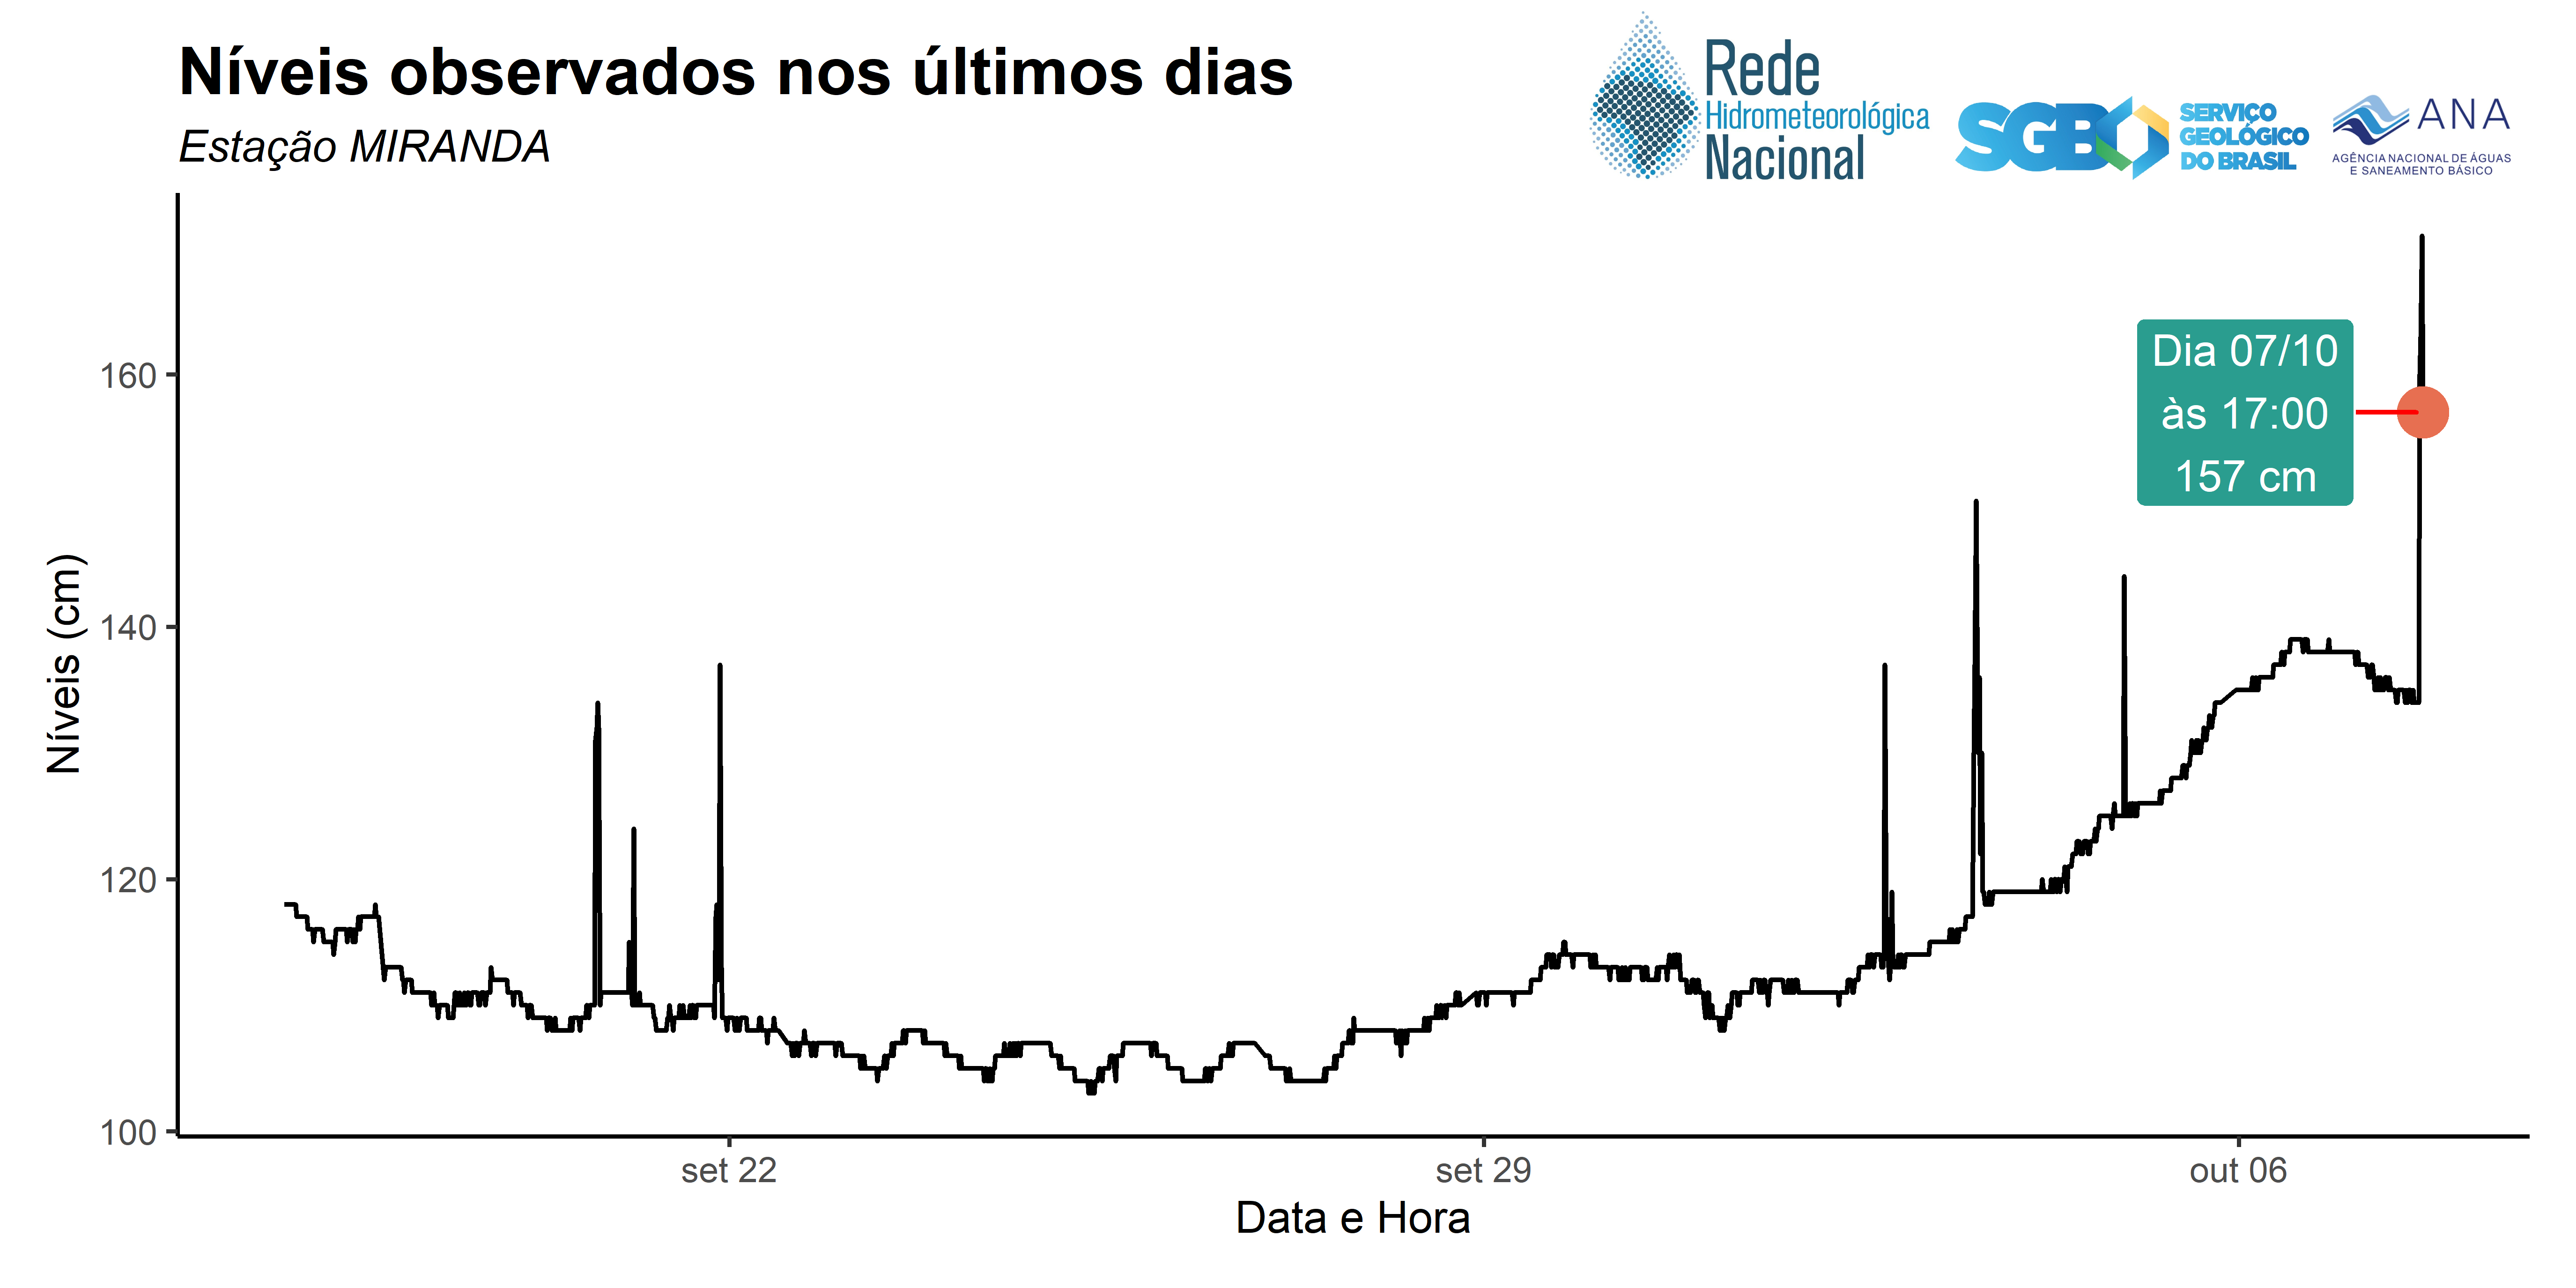 Níveis observados nos últimos dias
Estação MIRANDA
Rede
Hidrometeorológica
Nacional
SGB
SERVIÇO
GEOLÓGICO
DO BRASIL
ANA
AGÊNCIA NACIONAL DE ÁGUAS
E SANEAMENTO BÁSICO
Níveis (cm)
160
140
120
100
Dia 07/10
às 17:00
157 cm
set 22
set 29
out 06
Data e Hora